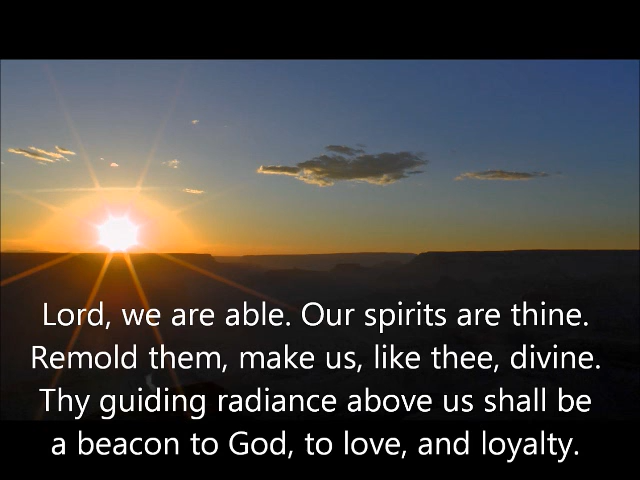 Lord, we are able. Our spirits are thine.
Remold them, make us, like thee, divine.
Thy guiding radiance above us shall be
a beacon to God, to love, and loyalty.